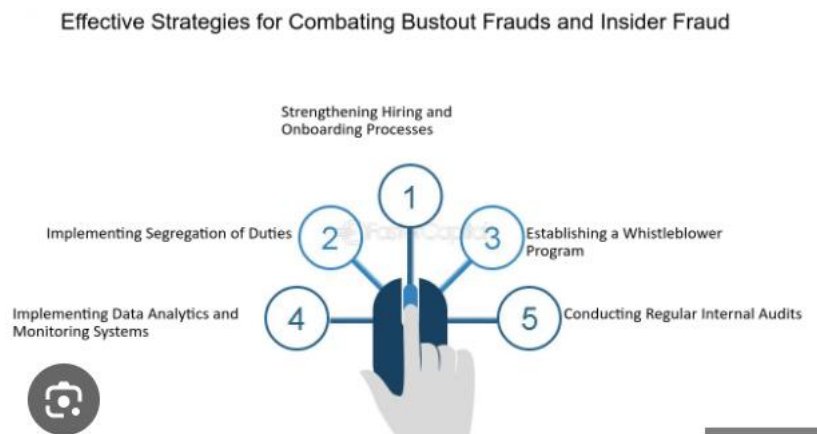 Effective Strategies for Combating Bustout Frauds and Insider Fraud
Strengthening Hiring and
Onboarding Processes
1
Implementing Segregation of Duties
2
3
Establishing a Whistleblower
Program
Implementing Data Analytics and
Monitoring Systems
4
5
Conducting Regular Internal Audits